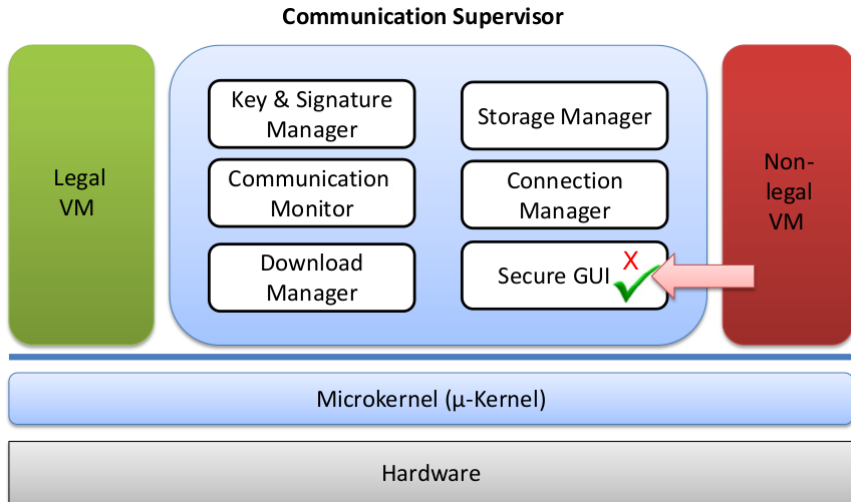 Communication Supervisor
Legal
VM
Key & Signature
Manager
Communication
Monitor
Download
Manager
Storage Manager
Connection
Manager
Secure GUI
X
Non-
legal
VM
Microkernel (μ-Kernel)
Hardware